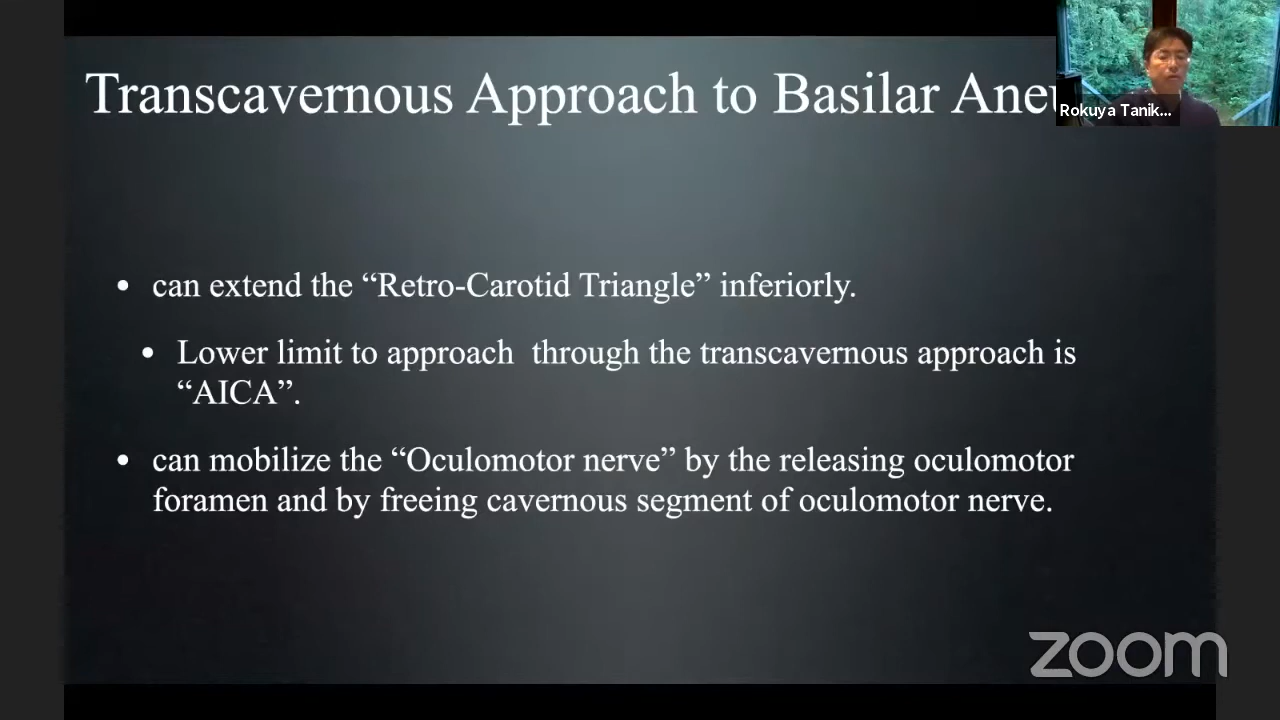 Transcavernous Approach to Basilar
Rokuya Tanik...
• can extend the “Retro-Carotid Triangle” inferiorly.
• Lower limit to approach through the transcavernous approach is
“AICA”.
• can mobilize the “Oculomotor nerve” by the releasing oculomotor
foramen and by freeing cavernous segment of oculomotor nerve.
zoom